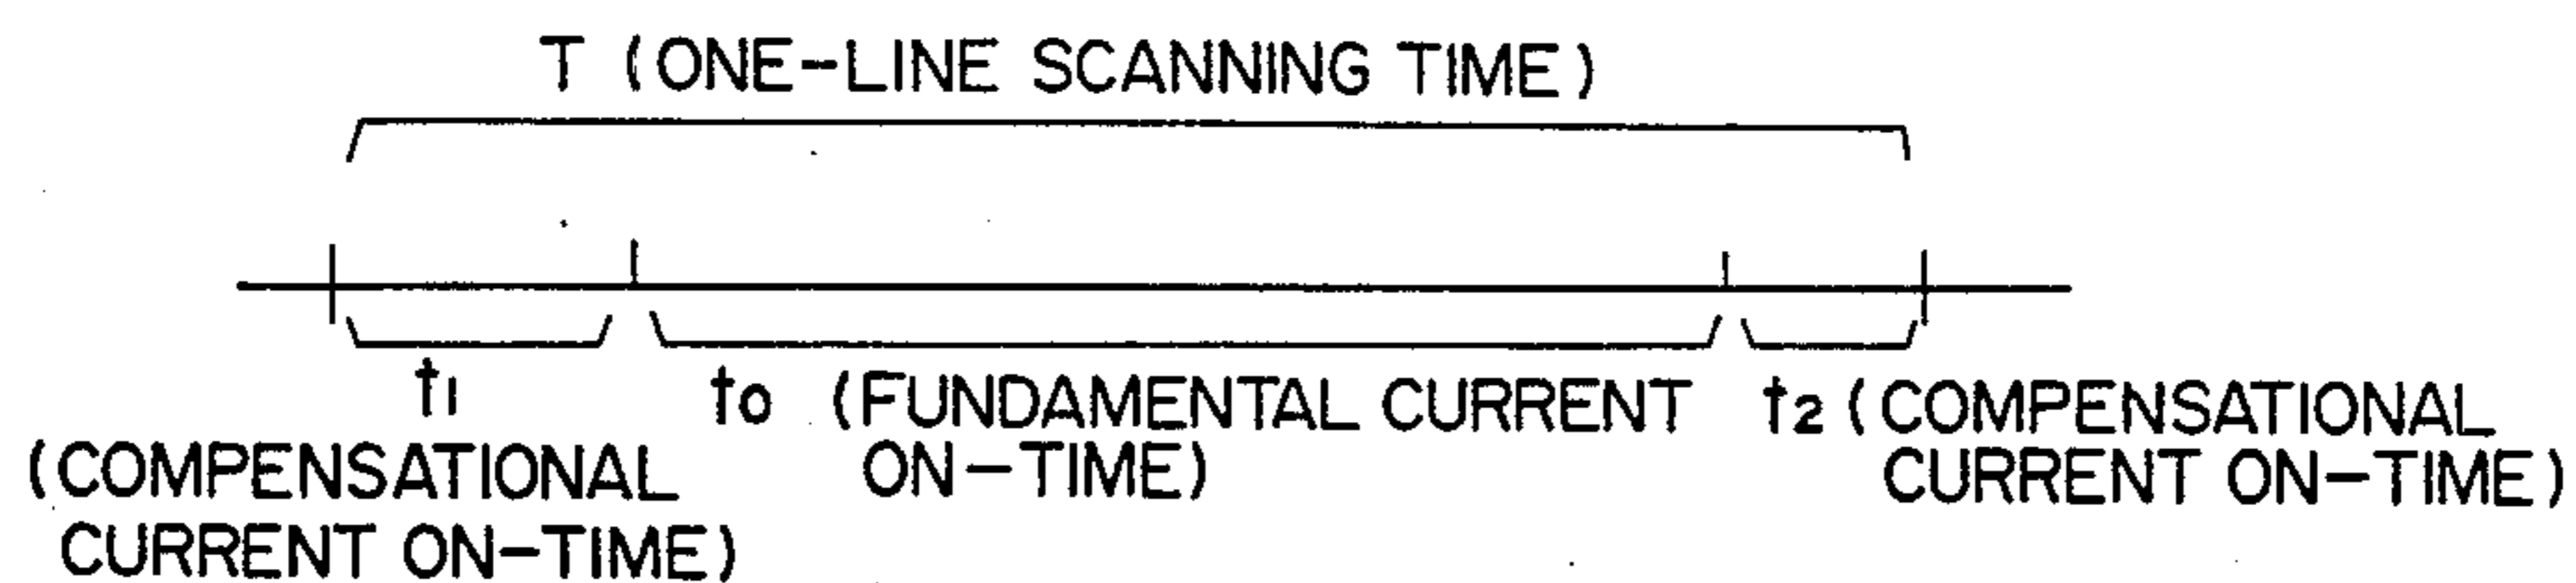 T (ONE-LINE SCANNING TIME)
t1
(COMPENSATIONAL
CURRENT ON-TIME)
t0 (FUNDAMENTAL CURRENT
ON-TIME)
t2 (COMPENSATIONAL
CURRENT ON-TIME)